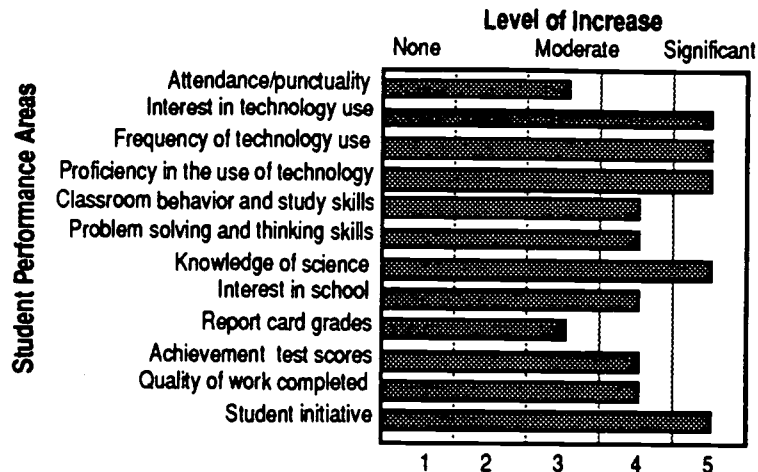 Level of Increase
None Moderate Significant
Student Performance Areas
Attendance/punctuality
Interest in technology use
Frequency of technology use
Proficiency in the use of technology
Classroom behavior and study skills
Problem solving and thinking skills
Knowledge of science
Interest in school
Report card grades
Achievement test scores
Quality of work completed
Student initiative
1 2 3 4 5